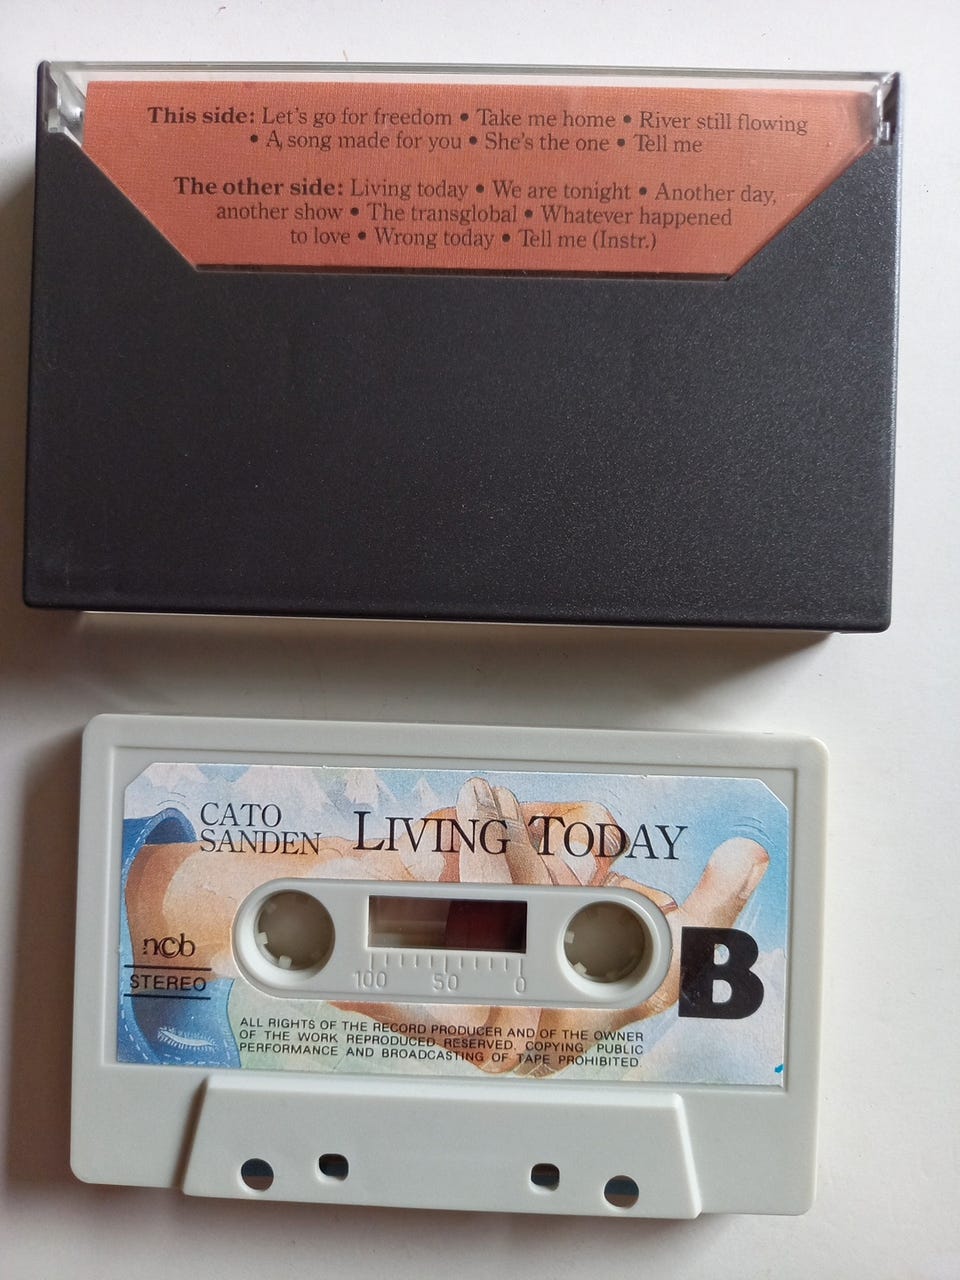 This side: Let's go for freedom • Take me home • River still flowing
• A song made for you • She's the one • Tell me
The other side: Living today • We are tonight • Another day,
another show • The transglobal • Whatever happened
to love • Wrong today • Tell me (Instr.)
CATO
SANDEN
LIVING TODAY
ncb
STEREO
100 50 0
B
ALL RIGHTS OF THE RECORD PRODUCER AND OF THE OWNER
OF THE WORK REPRODUCED RESERVED. COPYING, PUBLIC
PERFORMANCE AND BROADCASTING OF TAPE PROHIBITED.